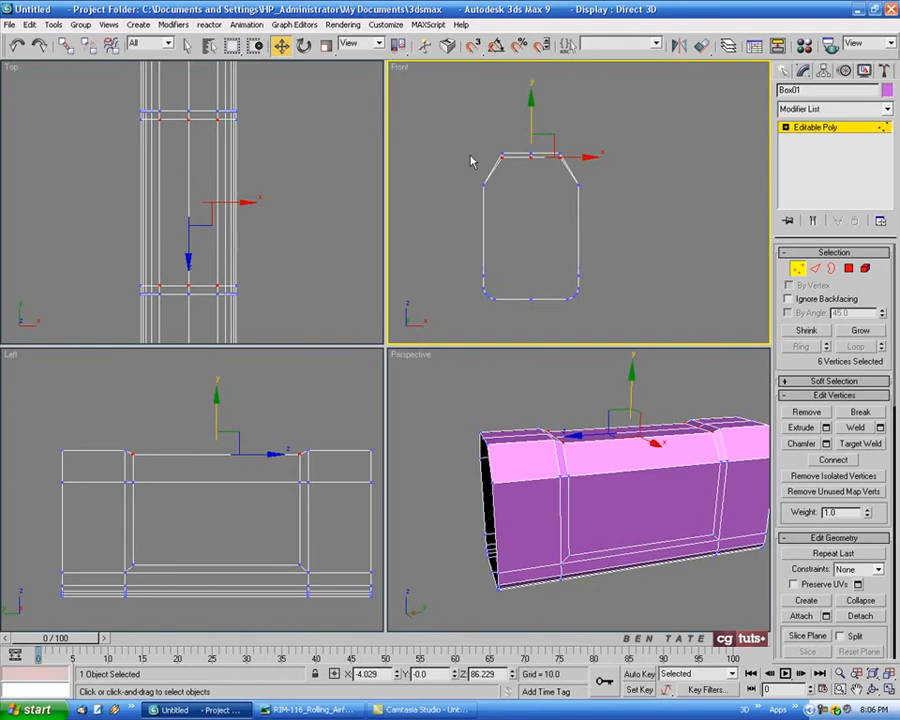 Untitled - Project Folder: C:\Documents and Settings\HP_Administrator\My Documents\3dsmax - Autodesk 3ds Max 9 - Display : Direct 3D
File Edit Tools Group Views Create Modifiers reactor Animation Graph Editors Rendering Customize MAXScript Help
All View View
Top
Front
y
x
z
x
Left
Perspective
y
z
x
Box01
Modifier List
Editable Poly
Selection
By Vertex
Ignore Backfacing
By Angle: 45.0
Shrink Grow
Ring Loop
6 Vertices Selected
Soft Selection
Edit Vertices
Remove Break
Extrude Weld
Chamfer Target Weld
Connect
Remove Isolated Vertices
Remove Unused Map Verts
Weight: 1.0
Edit Geometry
Repeat Last
Constraints: None
Preserve UVs
Create Collapse
Attach Detach
Slice Plane Split
Slice Reset Plane
0 / 100
BEN TATE cg tuts+
0 5 10 15 20 25 30 35 40 45 50 55 60 65 70 75 80 85 90 95 100
1 Object Selected X: -4.029 Y: -0.0 Z: 86.229 Grid = 10.0 Auto Key Selected
Click or click-and-drag to select objects Add Time Tag Set Key Key Filters... 0
start Untitled - Project ... RIM-116_Rolling_Airf... Camtasia Studio - Unt... 3D Apps 8:06 PM